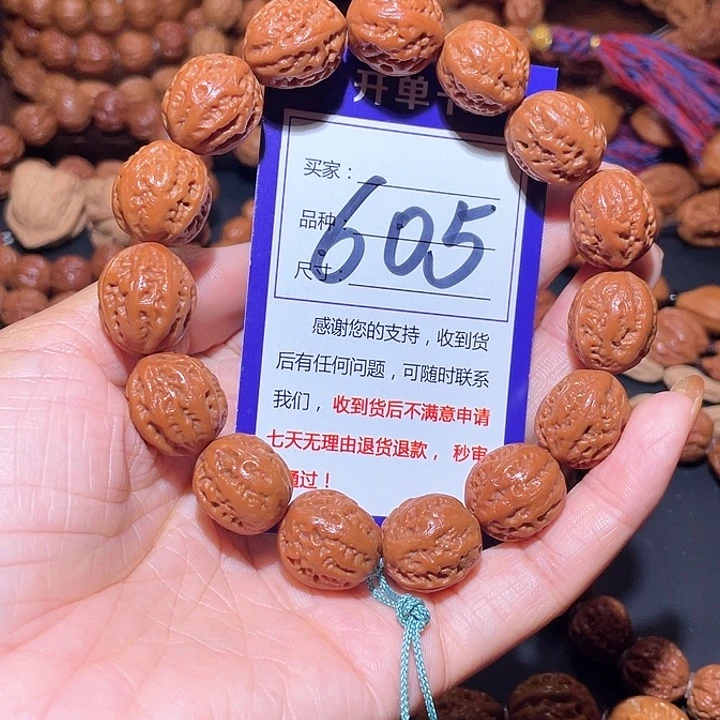 开单卡
买家：
品种：
605
尺寸：
感谢您的支持，收到货
后有任何问题，可随时联系
我们，收到货后不满意申请
七天无理由退货退款，秒审
通过！